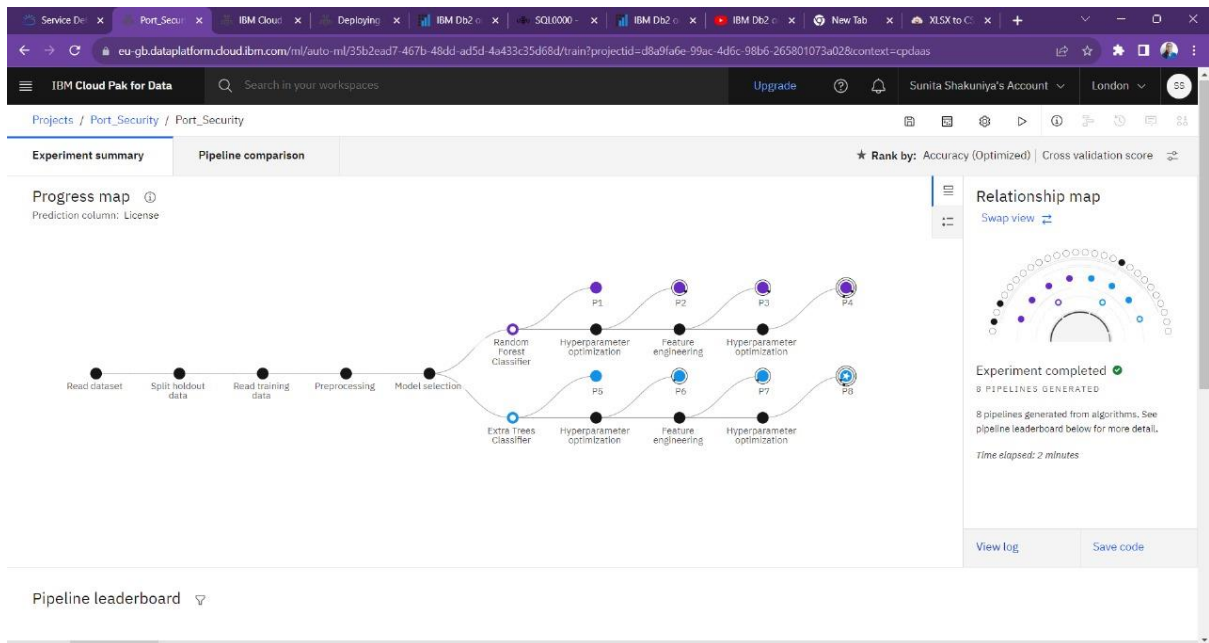 Service De
Port_Secur
IBM Cloud
Deploying
IBM Db2 o
SQL0000 -
IBM Db2 o
IBM Db2 o
New Tab
XLSX to CS
eu-gb.dataplatform.cloud.ibm.com/ml/auto-ml/35b2ead7-467b-48dd-ad5d-4a433c35d68d/train?projectid=d8a9fa6e-99ac-4d6c-98b6-265801073a02&context=cpdaas
IBM Cloud Pak for Data
Search in your workspaces
Upgrade
Sunita Shakuniya's Account
London
SS
Projects / Port_Security / Port_Security
Experiment summary
Pipeline comparison
Rank by: Accuracy (Optimized) | Cross validation score
Progress map
Prediction column: License
Relationship map
Swap view
P1
P2
P3
P4
Random
Forest
Classifier
Hyperparameter
optimization
Feature
engineering
Hyperparameter
optimization
Read dataset
Split holdout
data
Read training
data
Preprocessing
Model selection
P5
P6
P7
P8
Extra Trees
Classifier
Hyperparameter
optimization
Feature
engineering
Hyperparameter
optimization
Experiment completed
8 PIPELINES GENERATED
8 pipelines generated from algorithms. See
pipeline leaderboard below for more detail.
Time elapsed: 2 minutes
View log
Save code
Pipeline leaderboard